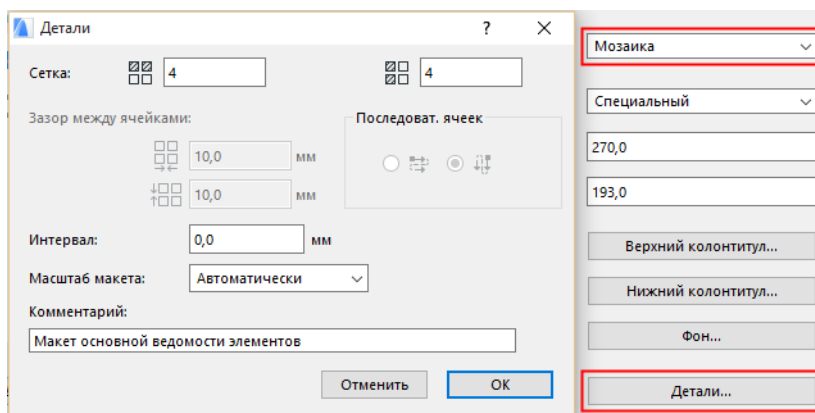 Детали
?
Сетка:
4
4
Зазор между ячейками:
10,0
мм
10,0
мм
Последоват. ячеек
Интервал:
0,0
мм
Масштаб макета:
Автоматически
Комментарий:
Макет основной ведомости элементов
Отменить
OK
Мозаика
Специальный
270,0
193,0
Верхний колонтитул...
Нижний колонтитул...
Фон...
Детали...